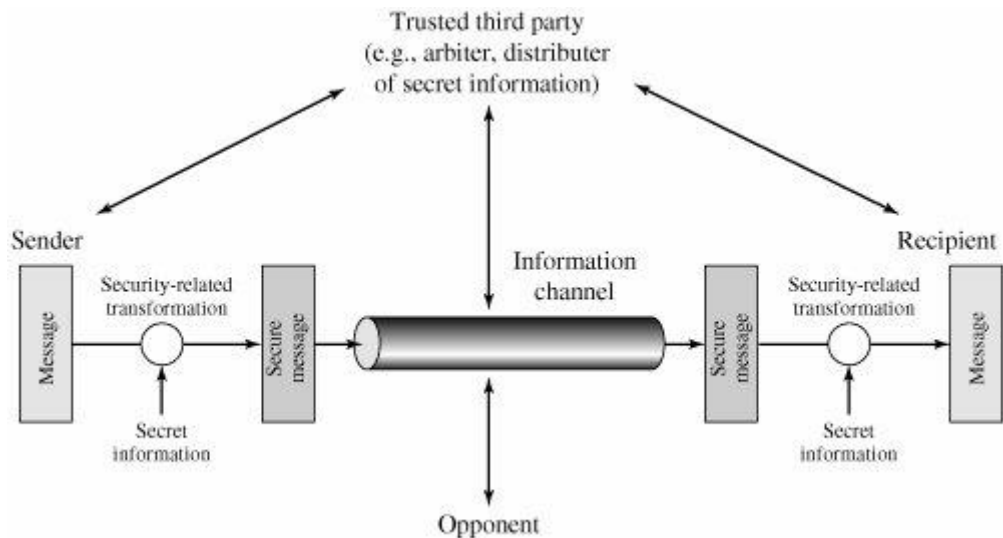 Trusted third party
(e.g., arbiter, distributer
of secret information)
Sender
Recipient
Information
channel
Security-related
transformation
Security-related
transformation
Message
Secure
message
Secure
message
Message
Secret
information
Secret
information
Opponent